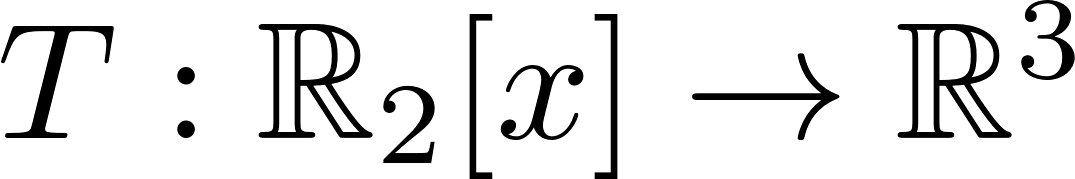 T : ℝ₂[x] → ℝ³